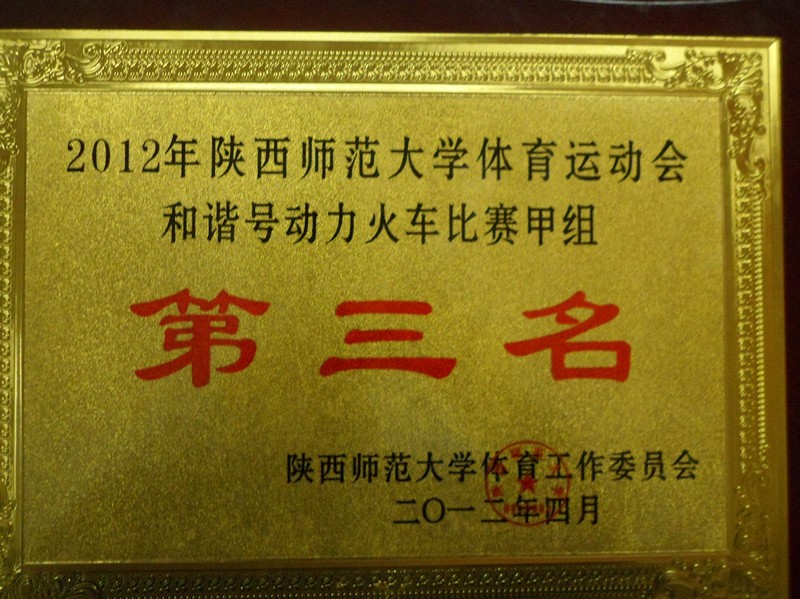 2012年陕西师范大学体育运动会
和谐号动力火车比赛甲组
第三名
陕西师范大学体育工作委员会
二〇一二年四月